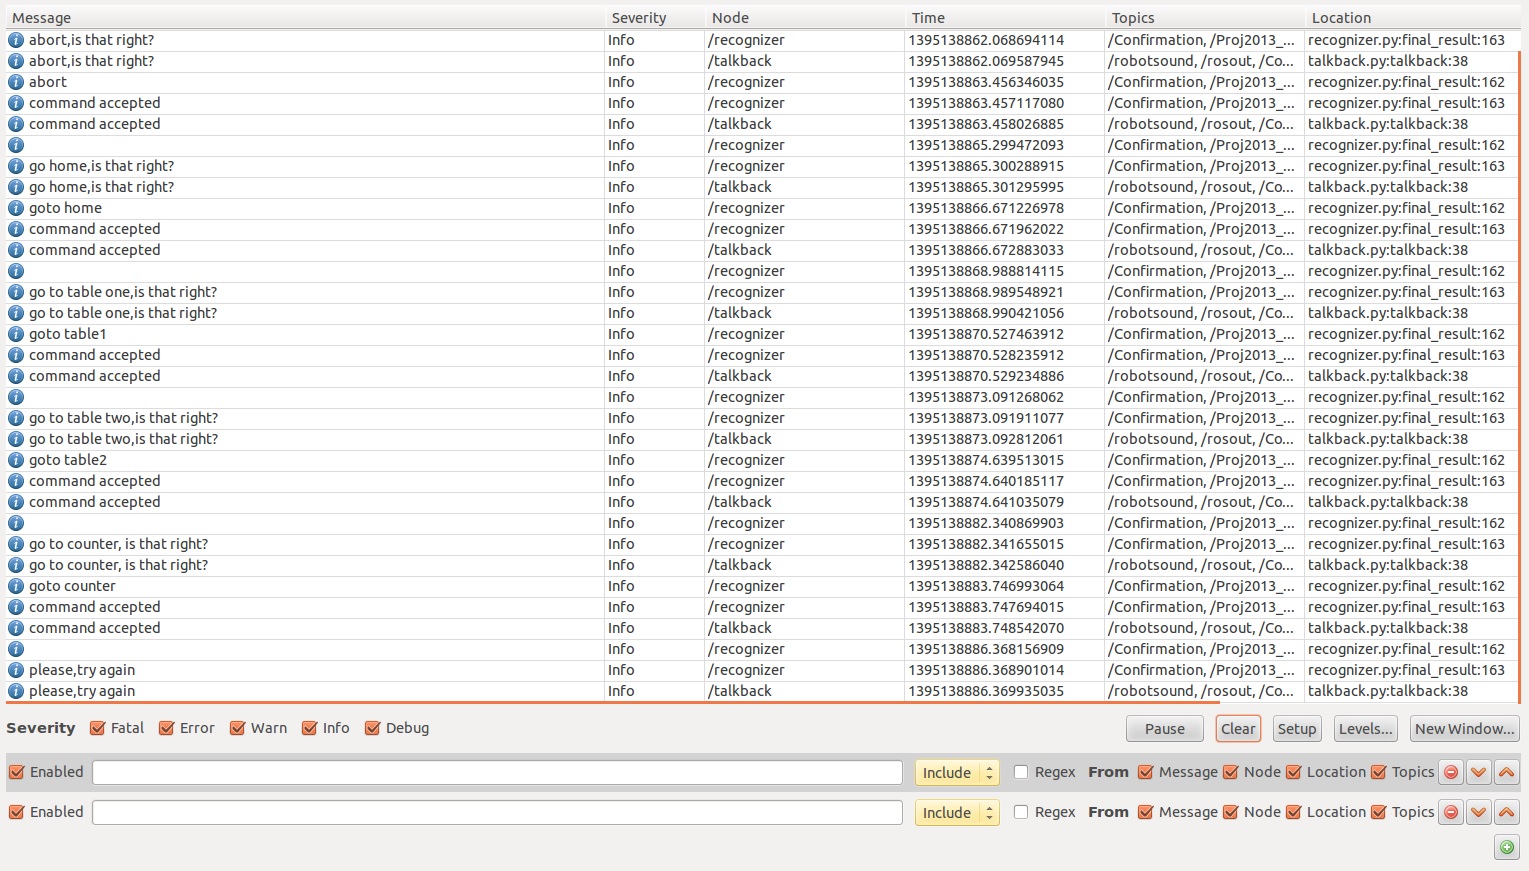 Message Severity Node Time Topics Location
abort,is that right? Info /recognizer 1395138862.068694114 /Confirmation, /Proj2013_... recognizer.py:final_result:163
abort,is that right? Info /talkback 1395138862.069587945 /robotsound, /rosout, /Co... talkback.py:talkback:38
abort Info /recognizer 1395138863.456346035 /Confirmation, /Proj2013_... recognizer.py:final_result:162
command accepted Info /recognizer 1395138863.457117080 /Confirmation, /Proj2013_... recognizer.py:final_result:163
command accepted Info /talkback 1395138863.458026885 /robotsound, /rosout, /Co... talkback.py:talkback:38
Info /recognizer 1395138865.299472093 /Confirmation, /Proj2013_... recognizer.py:final_result:162
go home,is that right? Info /recognizer 1395138865.300288915 /Confirmation, /Proj2013_... recognizer.py:final_result:163
go home,is that right? Info /talkback 1395138865.301295995 /robotsound, /rosout, /Co... talkback.py:talkback:38
goto home Info /recognizer 1395138866.671226978 /Confirmation, /Proj2013_... recognizer.py:final_result:162
command accepted Info /recognizer 1395138866.671962022 /Confirmation, /Proj2013_... recognizer.py:final_result:163
command accepted Info /talkback 1395138866.672883033 /robotsound, /rosout, /Co... talkback.py:talkback:38
Info /recognizer 1395138868.988814115 /Confirmation, /Proj2013_... recognizer.py:final_result:162
go to table one,is that right? Info /recognizer 1395138868.989548921 /Confirmation, /Proj2013_... recognizer.py:final_result:163
go to table one,is that right? Info /talkback 1395138868.990421056 /robotsound, /rosout, /Co... talkback.py:talkback:38
goto table1 Info /recognizer 1395138870.527463912 /Confirmation, /Proj2013_... recognizer.py:final_result:162
command accepted Info /recognizer 1395138870.528235912 /Confirmation, /Proj2013_... recognizer.py:final_result:163
command accepted Info /talkback 1395138870.529234886 /robotsound, /rosout, /Co... talkback.py:talkback:38
Info /recognizer 1395138873.091268062 /Confirmation, /Proj2013_... recognizer.py:final_result:162
go to table two,is that right? Info /recognizer 1395138873.091911077 /Confirmation, /Proj2013_... recognizer.py:final_result:163
go to table two,is that right? Info /talkback 1395138873.092812061 /robotsound, /rosout, /Co... talkback.py:talkback:38
goto table2 Info /recognizer 1395138874.639513015 /Confirmation, /Proj2013_... recognizer.py:final_result:162
command accepted Info /recognizer 1395138874.640185117 /Confirmation, /Proj2013_... recognizer.py:final_result:163
command accepted Info /talkback 1395138874.641035079 /robotsound, /rosout, /Co... talkback.py:talkback:38
Info /recognizer 1395138882.340869903 /Confirmation, /Proj2013_... recognizer.py:final_result:162
go to counter, is that right? Info /recognizer 1395138882.341655015 /Confirmation, /Proj2013_... recognizer.py:final_result:163
go to counter, is that right? Info /talkback 1395138882.342586040 /robotsound, /rosout, /Co... talkback.py:talkback:38
goto counter Info /recognizer 1395138883.746993064 /Confirmation, /Proj2013_... recognizer.py:final_result:162
command accepted Info /recognizer 1395138883.747694015 /Confirmation, /Proj2013_... recognizer.py:final_result:163
command accepted Info /talkback 1395138883.748542070 /robotsound, /rosout, /Co... talkback.py:talkback:38
Info /recognizer 1395138886.368156909 /Confirmation, /Proj2013_... recognizer.py:final_result:162
please,try again Info /recognizer 1395138886.368901014 /Confirmation, /Proj2013_... recognizer.py:final_result:163
please,try again Info /talkback 1395138886.369935035 /robotsound, /rosout, /Co... talkback.py:talkback:38
Severity Fatal Error Warn Info Debug Pause Clear Setup Levels... New Window...
Enabled Include Regex From Message Node Location Topics
Enabled Include Regex From Message Node Location Topics